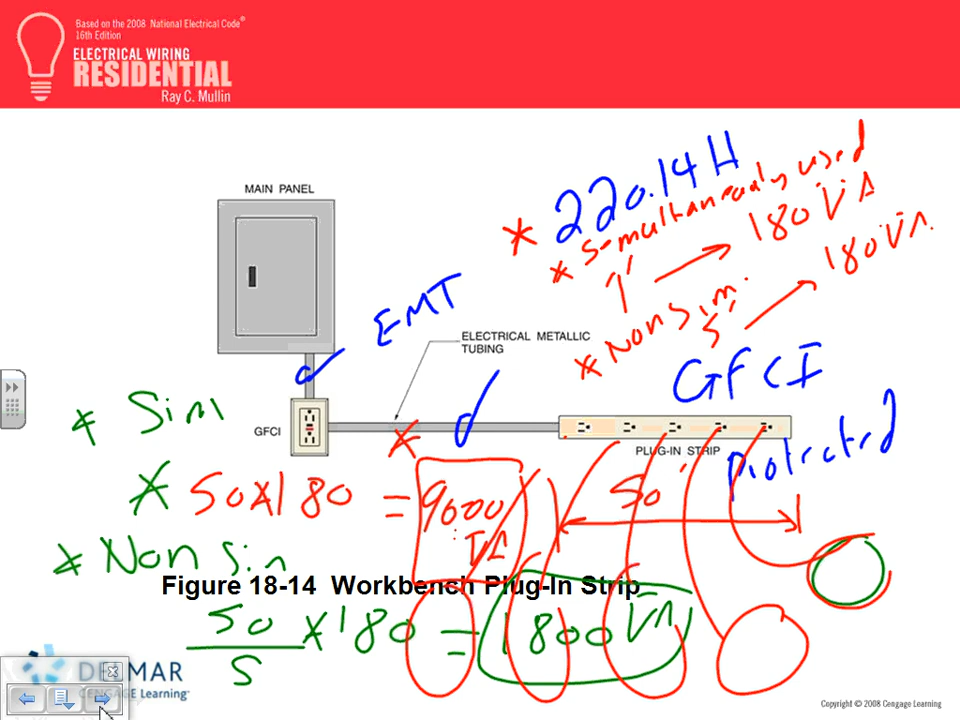 Based on the 2008 National Electrical Code®
16th Edition
ELECTRICAL WIRING
RESIDENTIAL
Ray C. Mullin
MAIN PANEL
* 220.14H
* Simultaneously used
1' → 180 VA
* Non Sim.
5' → 180 VA.
EMT
ELECTRICAL METALLIC
TUBING
GFCI
* Sim
GFCI
PLUG-IN STRIP
Protected
* 50 x 180 = 9000
VA
50'
* Non Sim
Figure 18-14 Workbench Plug-In Strip
50
5
x 180 = 1800 VA
DELMAR
CENGAGE Learning™
Copyright © 2008 Cengage Learning